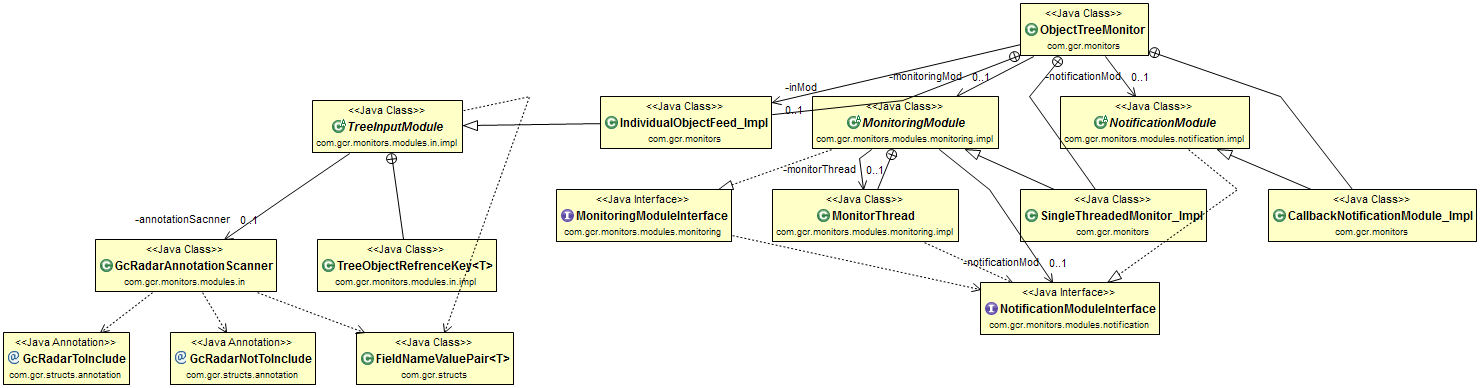 <<Java Class>>
ObjectTreeMonitor
com.gcr.monitors
-inMod
0..1
-monitoringMod
0..1
-notificationMod
0..1
<<Java Class>>
TreeInputModule
com.gcr.monitors.modules.in.impl
<<Java Class>>
IndividualObjectFeed_Impl
com.gcr.monitors
<<Java Class>>
MonitoringModule
com.gcr.monitors.modules.monitoring.impl
<<Java Class>>
NotificationModule
com.gcr.monitors.modules.notification.impl
-monitorThread
0..1
<<Java Interface>>
MonitoringModuleInterface
com.gcr.monitors.modules.monitoring
<<Java Class>>
MonitorThread
com.gcr.monitors.modules.monitoring.impl
<<Java Class>>
SingleThreadedMonitor_Impl
com.gcr.monitors
<<Java Class>>
CallbackNotificationModule_Impl
com.gcr.monitors
-annotationSacnner
0..1
<<Java Class>>
GcRadarAnnotationScanner
com.gcr.monitors.modules.in
<<Java Class>>
TreeObjectRefrenceKey<T>
com.gcr.monitors.modules.in.impl
-notificationMod
0..1
<<Java Interface>>
NotificationModuleInterface
com.gcr.monitors.modules.notification
<<Java Annotation>>
GcRadarToInclude
com.gcr.structs.annotation
<<Java Annotation>>
GcRadarNotToInclude
com.gcr.structs.annotation
<<Java Class>>
FieldNameValuePair<T>
com.gcr.structs